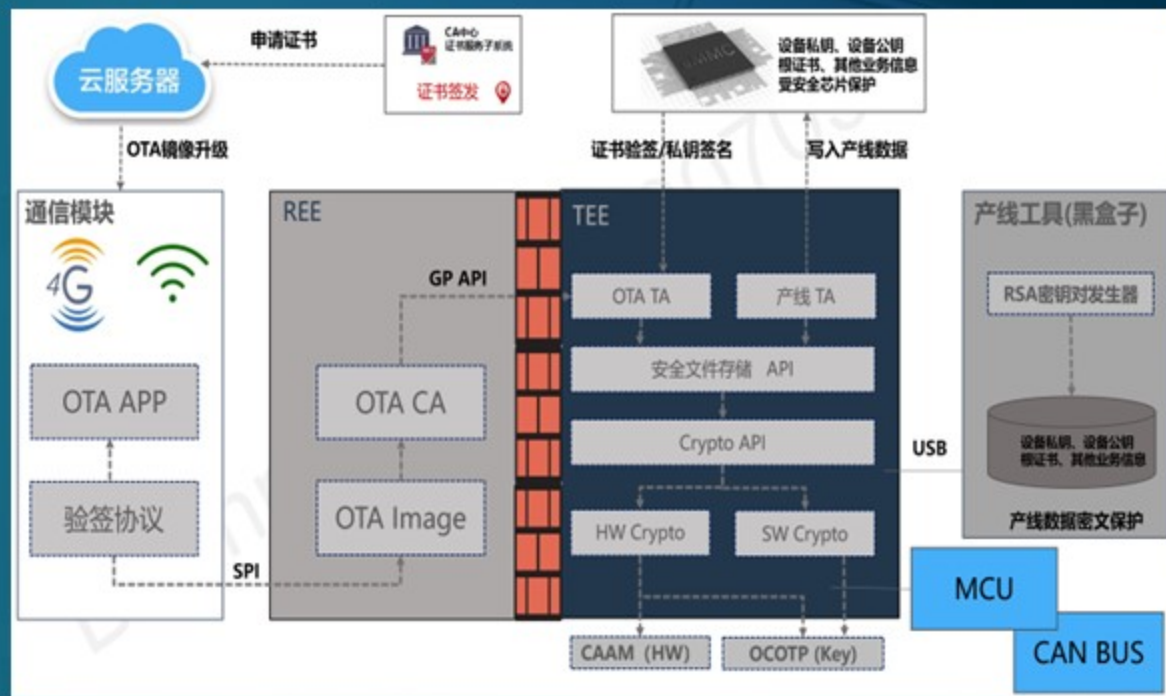 申请证书
CA中心
证书服务子系统
证书签发
云服务器
设备私钥、设备公钥
根证书、其他业务信息
受安全芯片保护
OTA镜像升级
证书验签/私钥签名
写入产线数据
通信模块
4G
OTA APP
验签协议
SPI
REE
GP API
OTA CA
OTA Image
TEE
OTA TA
产线 TA
安全文件存储 API
Crypto API
HW Crypto
SW Crypto
CAAM (HW)
OCOTP (Key)
USB
产线工具(黑盒子)
RSA密钥对发生器
设备私钥、设备公钥
根证书、其他业务信息
产线数据密文保护
MCU
CAN BUS